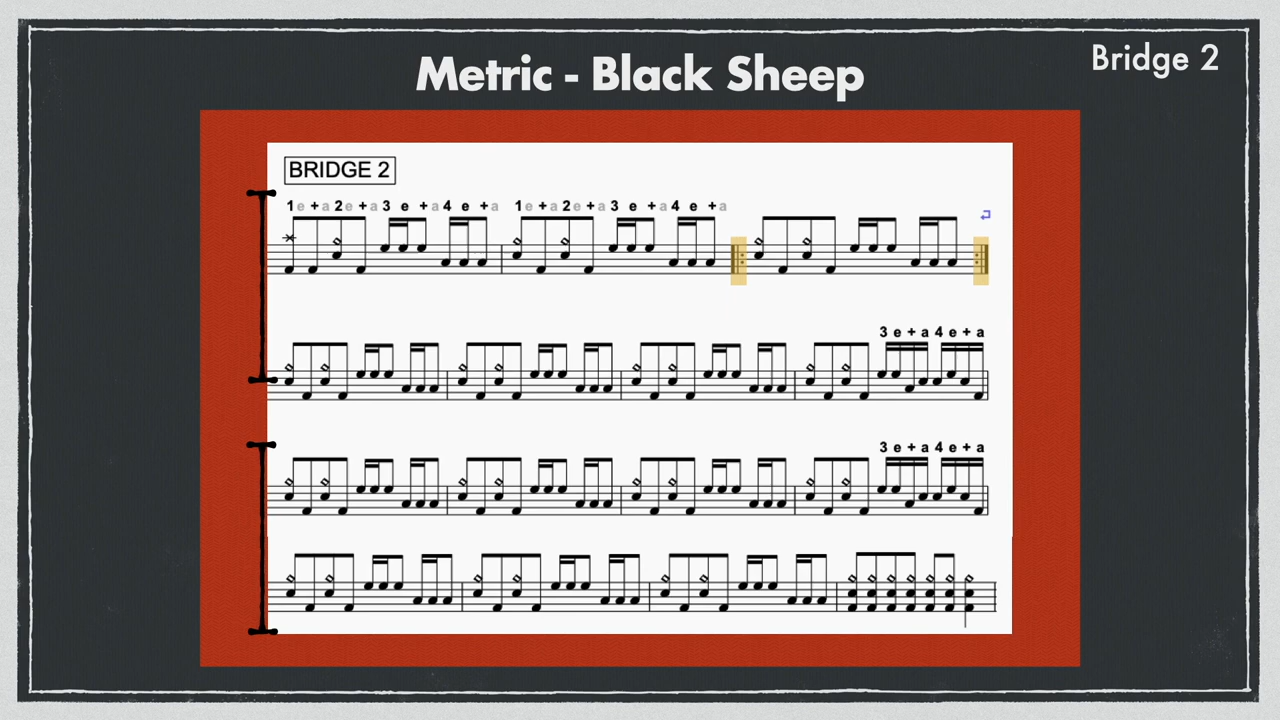 Bridge 2
Metric - Black Sheep
BRIDGE 2
1 e + a 2 e + a 3 e + a 4 e + a 1 e + a 2 e + a 3 e + a 4 e + a
3 e + a 4 e + a
3 e + a 4 e + a